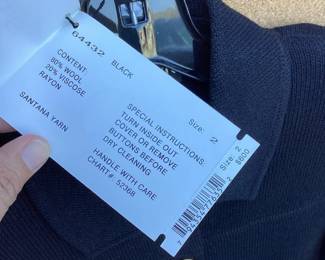 64432
BLACK
CONTENT:
80% WOOL
20% VISCOSE
RAYON
SANTANA YARN
Size: 2
SPECIAL INSTRUCTIONS:
TURN INSIDE OUT
COVER OR REMOVE
BUTTONS BEFORE
DRY CLEANING
HANDLE WITH CARE
CHART#: 52368
Size: 2